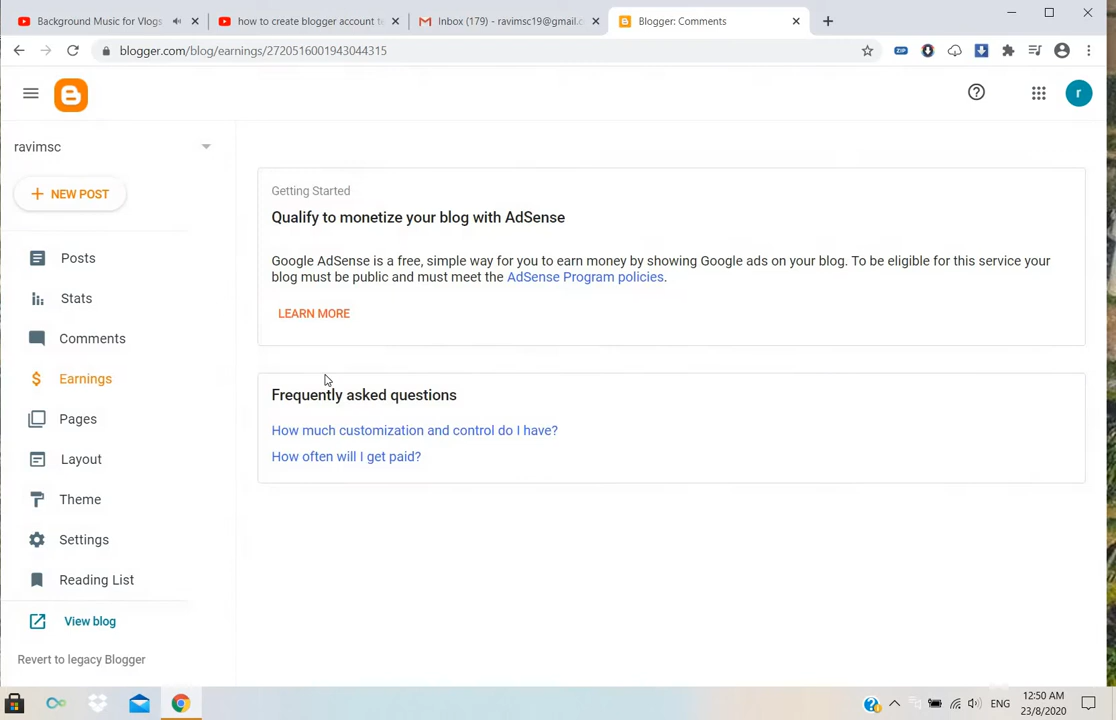 Background Music for Vlogs
how to create blogger account te
Inbox (179) - ravimsc19@gmail.c
Blogger: Comments
blogger.com/blog/earnings/2720516001943044315
ZIP
r
ravimsc
NEW POST
Posts
Stats
Comments
Earnings
Pages
Layout
Theme
Settings
Reading List
View blog
Revert to legacy Blogger
Getting Started
Qualify to monetize your blog with AdSense
Google AdSense is a free, simple way for you to earn money by showing Google ads on your blog. To be eligible for this service your
blog must be public and must meet the AdSense Program policies.
LEARN MORE
Frequently asked questions
How much customization and control do I have?
How often will I get paid?
ENG
12:50 AM
23/8/2020